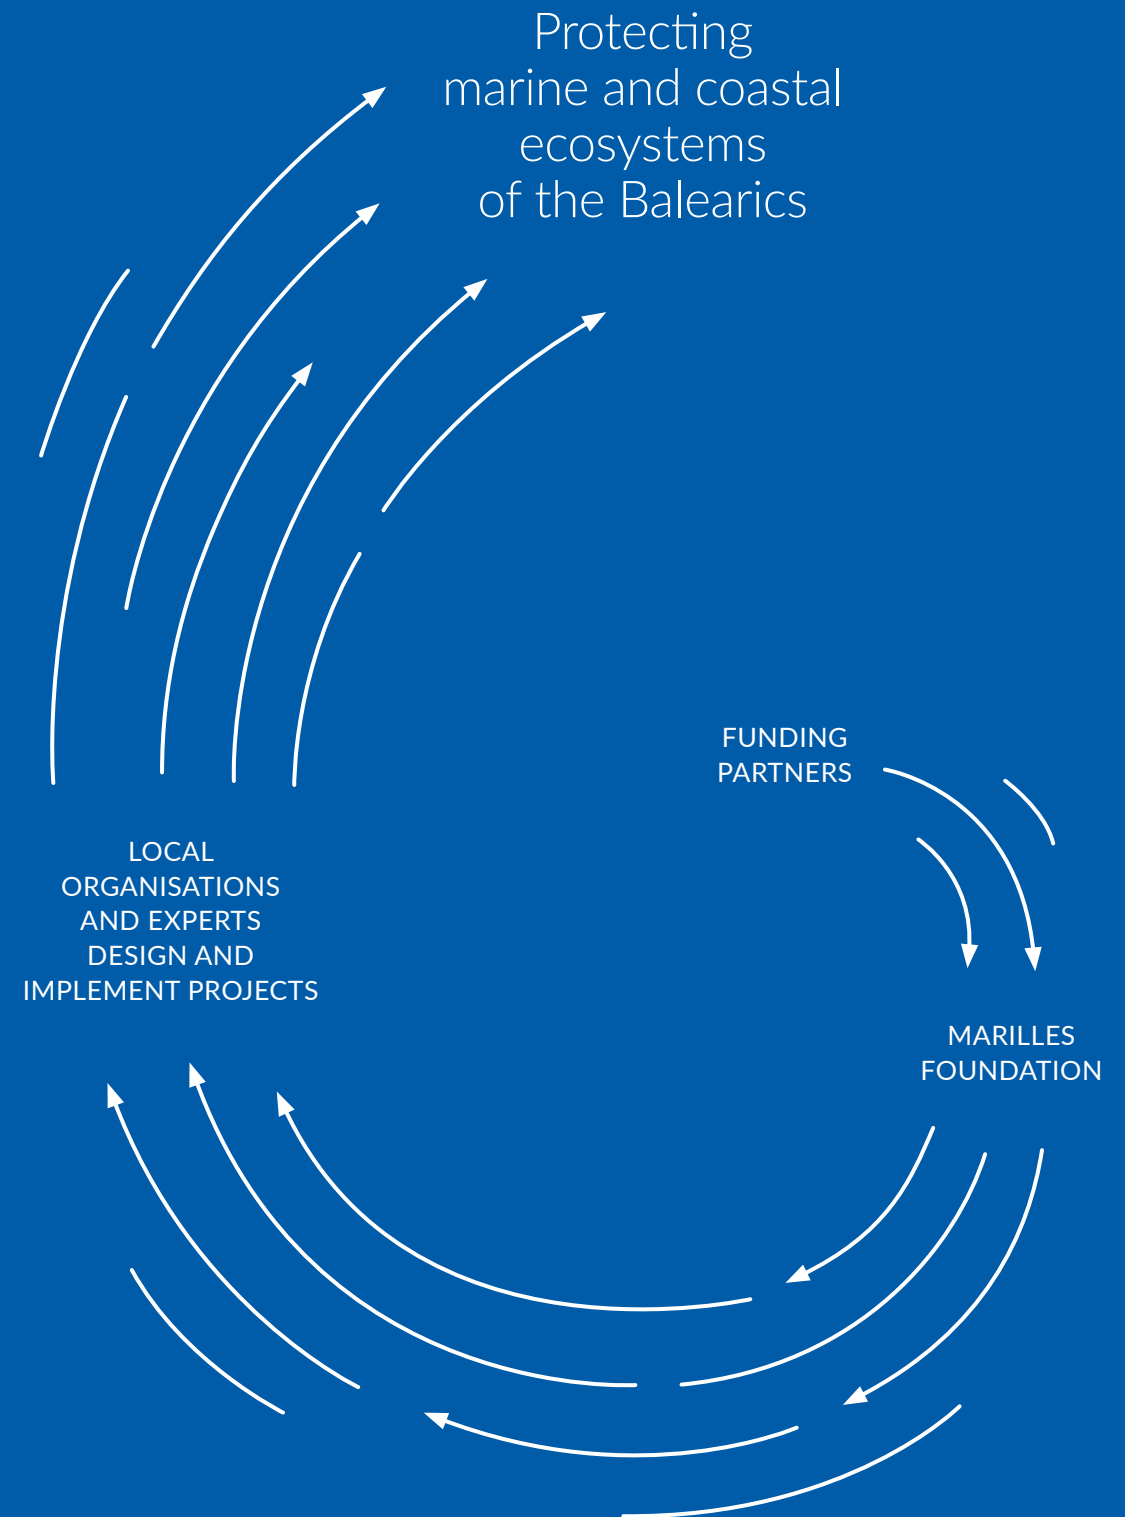 Protecting
marine and coastal
ecosystems
of the Balearics
FUNDING
PARTNERS
LOCAL
ORGANISATIONS
AND EXPERTS
DESIGN AND
IMPLEMENT PROJECTS
MARILLES
FOUNDATION